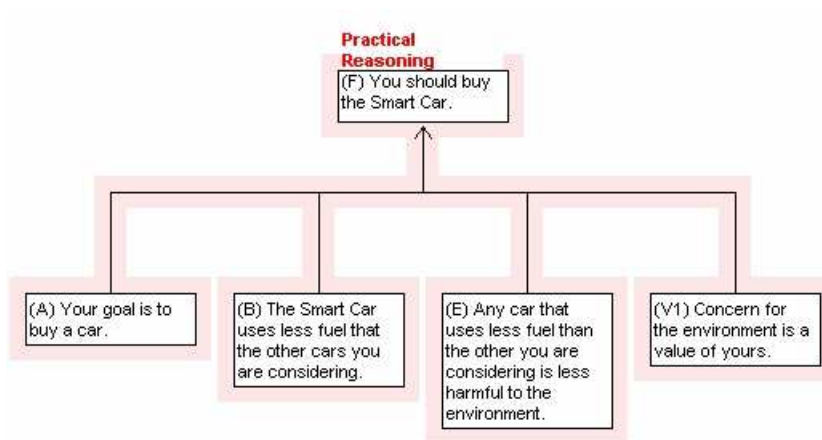 Practical
Reasoning
(F) You should buy
the Smart Car.
(A) Your goal is to
buy a car.
(B) The Smart Car
uses less fuel that
the other cars you
are considering.
(E) Any car that
uses less fuel than
the other you are
considering is less
harmful to the
environment.
(V1) Concern for
the environment is a
value of yours.